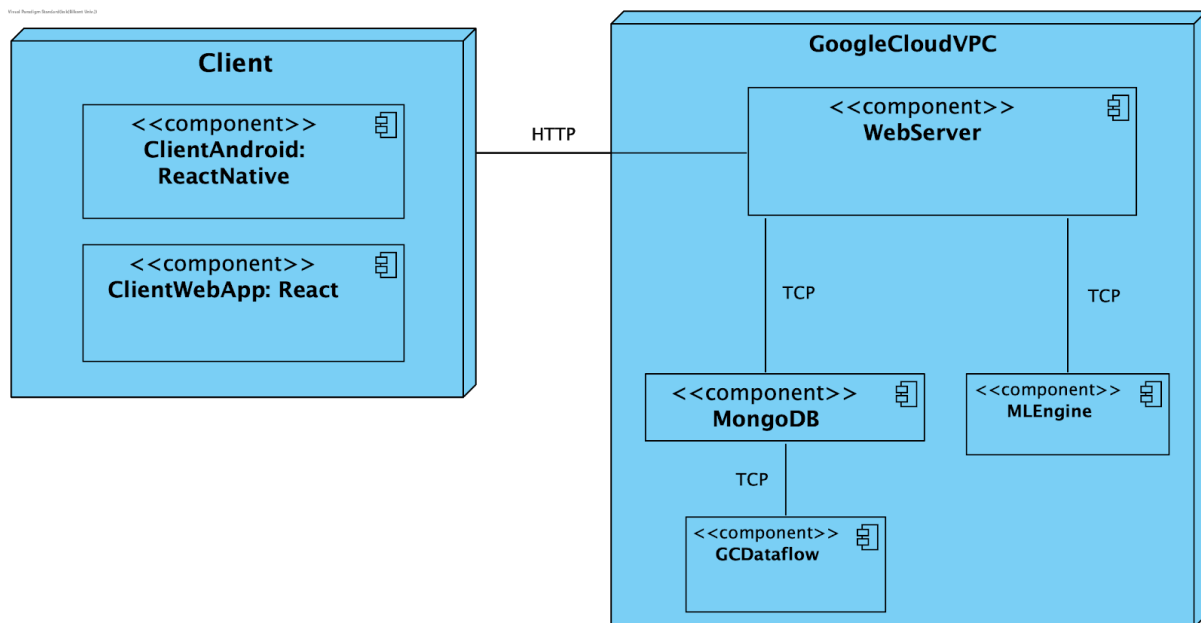 Client
<<component>>
ClientAndroid:
ReactNative
<<component>>
ClientWebApp: React
HTTP
GoogleCloudVPC
<<component>>
WebServer
TCP
TCP
<<component>>
MongoDB
<<component>>
MLEngine
TCP
<<component>>
GCDataflow